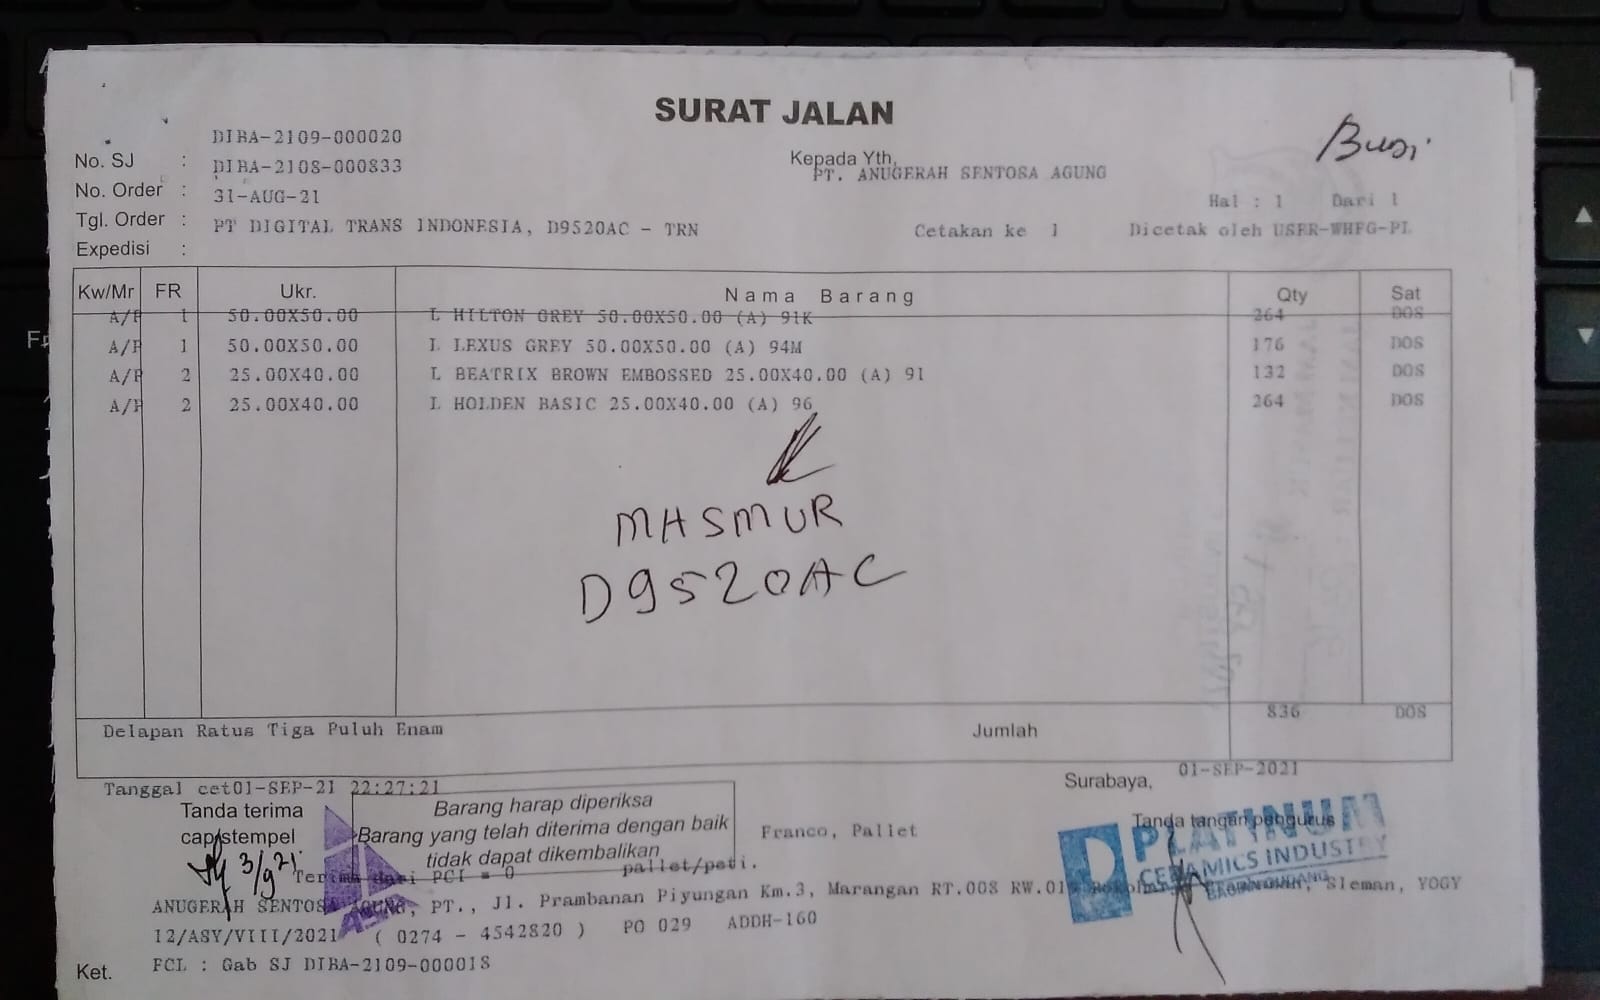 SURAT JALAN
DIBA-2109-000020
No. SJ :
DIBA-2108-000833
Kepada Yth,
PT. ANUGERAH SENTOSA AGUNG
Busi
No. Order :
31-AUG-21
Hal : 1 Dari 1
Tgl. Order :
PT DIGITAL TRANS INDONESIA, D9520AC - TRN
Cetakan ke 1 Dicetak oleh USER-WHFG-PL
Expedisi :
Kw/Mr FR Ukr. Nama Barang Qty Sat
A/P 1 50.00X50.00 L HILTON GREY 50.00X50.00 (A) 91K 264 DOS
A/P 1 50.00X50.00 L LEXUS GREY 50.00X50.00 (A) 94M 176 DOS
A/P 2 25.00X40.00 L BEATRIX BROWN EMBOSSED 25.00X40.00 (A) 91 132 DOS
A/P 2 25.00X40.00 L HOLDEN BASIC 25.00X40.00 (A) 96 264 DOS
MASMUR
D9520AC
836 DOS
Delapan Ratus Tiga Puluh Enam Jumlah
Tanggal cet01-SEP-21 22:27:21
Surabaya, 01-SEP-2021
Tanda terima
cap/stempel
Barang harap diperiksa
Barang yang telah diterima dengan baik
tidak dapat dikembalikan
Franco, Pallet
Tanda tangan pengurus
PLATINUM
CERAMICS INDUSTRY
3/9 21
Terima dari PCI = 0 pallet/peti.
ANUGERAH SENTOSA AGUNG, PT., Jl. Prambanan Piyungan Km.3, Marangan RT.008 RW.01 Sleman, YOGY
12/ASY/VIII/2021 ( 0274 - 4542820 ) PO 029 ADDH-160
Ket. FCL : Gab SJ DIBA-2109-000018